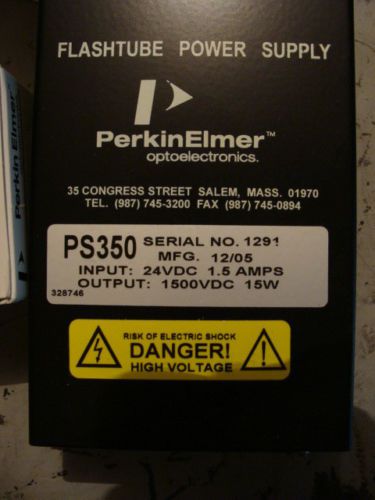 FLASHTUBE POWER SUPPLY
PerkinElmer™
optoelectronics.
35 CONGRESS STREET SALEM, MASS. 01970
TEL. (987) 745-3200 FAX (987) 745-0894
PS350 SERIAL NO. 1291
MFG. 12/05
INPUT: 24VDC 1.5 AMPS
OUTPUT: 1500VDC 15W
328746
RISK OF ELECTRIC SHOCK
DANGER!
HIGH VOLTAGE
PerkinElmer